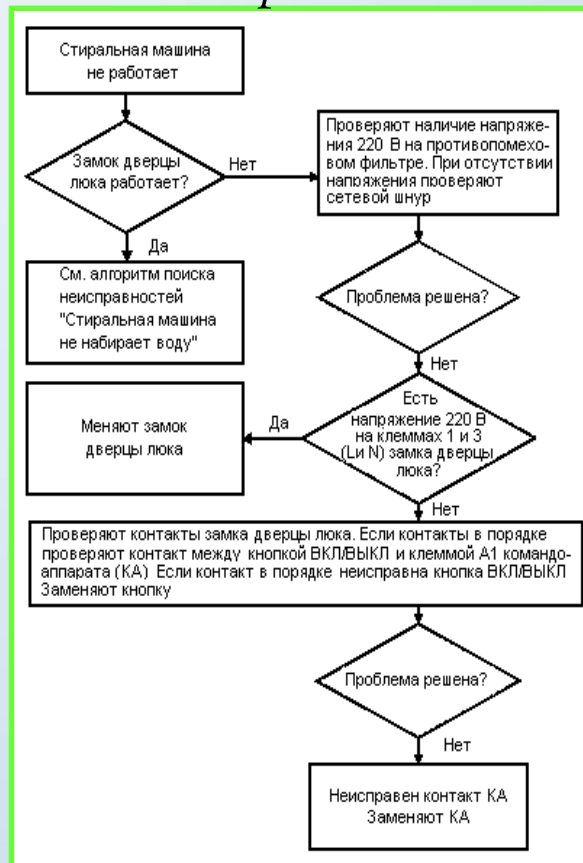 р
Стиральная машина
не работает
Замок дверцы
люка работает?
Нет
Проверяют наличие напряже-
ния 220 В на противопомехо-
вом фильтре. При отсутствии
напряжения проверяют
сетевой шнур
Да
См. алгоритм поиска
неисправностей
"Стиральная машина
не набирает воду"
Проблема решена?
Нет
Есть
напряжение 220 В
на клеммах 1 и 3
(L и N) замка дверцы
люка?
Да
Меняют замок
дверцы люка
Нет
Проверяют контакты замка дверцы люка. Если контакты в порядке
проверяют контакт между кнопкой ВКЛ/ВЫКЛ и клеммой А1 командо-
аппарата (КА) Если контакт в порядке неисправна кнопка ВКЛ/ВЫКЛ
Заменяют кнопку
Проблема решена?
Нет
Неисправен контакт КА
Заменяют КА